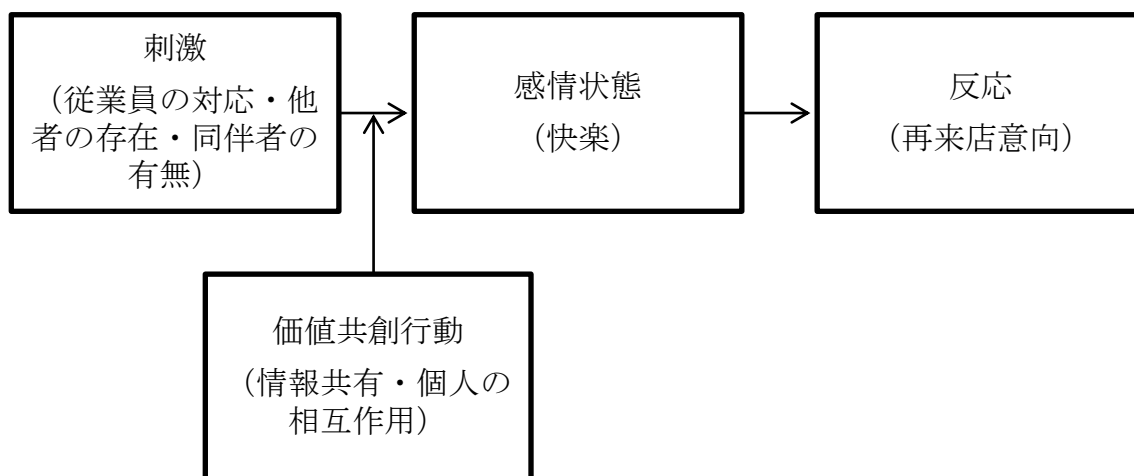 刺激
（従業員の対応・他
者の存在・同伴者の
有無）
感情状態
（快楽）
反応
（再来店意向）
価値共創行動
（情報共有・個人の
相互作用）